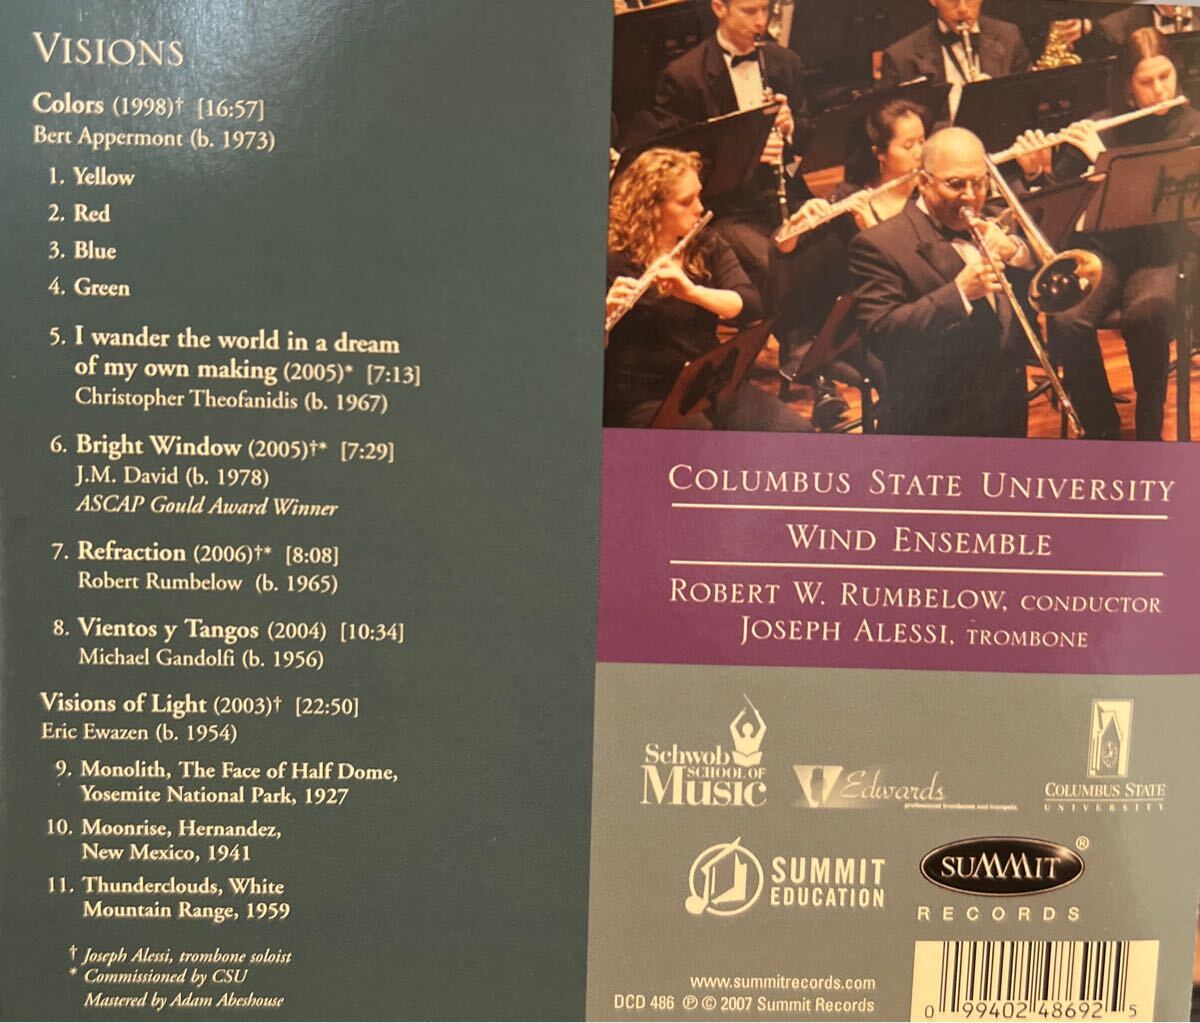 VISIONS
Colors (1998)† [16:57]
Bert Appermont (b. 1973)
1. Yellow
2. Red
3. Blue
4. Green
5. I wander the world in a dream
of my own making (2005)* [7:13]
Christopher Theofanidis (b. 1967)
6. Bright Window (2005)†* [7:29]
J.M. David (b. 1978)
ASCAP Gould Award Winner
7. Refraction (2006)†* [8:08]
Robert Rumbelow (b. 1965)
8. Vientos y Tangos (2004) [10:34]
Michael Gandolfi (b. 1956)
Visions of Light (2003)† [22:50]
Eric Ewazen (b. 1954)
9. Monolith, The Face of Half Dome,
Yosemite National Park, 1927
10. Moonrise, Hernandez,
New Mexico, 1941
11. Thunderclouds, White
Mountain Range, 1959
† Joseph Alessi, trombone soloist
* Commissioned by CSU
Mastered by Adam Abeshouse
COLUMBUS STATE UNIVERSITY
WIND ENSEMBLE
ROBERT W. RUMBELOW, CONDUCTOR
JOSEPH ALESSI, TROMBONE
Schwob
SCHOOL OF
Music
Edwards
professional trombones and trumpets
COLUMBUS STATE
UNIVERSITY
SUMMIT
EDUCATION
SUMMIT ®
RECORDS
www.summitrecords.com
DCD 486 ℗ © 2007 Summit Records
0 99402 48692 5